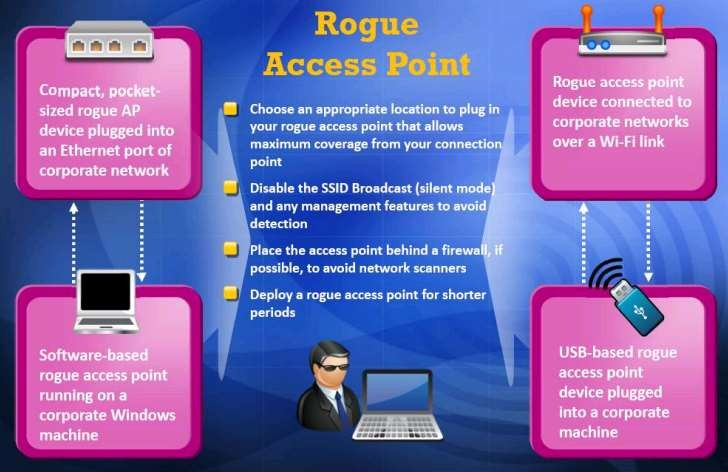 Rogue
Access Point
Compact, pocket-
sized rogue AP
device plugged into
an Ethernet port of
corporate network
Choose an appropriate location to plug in
your rogue access point that allows
maximum coverage from your connection
point
Disable the SSID Broadcast (silent mode)
and any management features to avoid
detection
Place the access point behind a firewall, if
possible, to avoid network scanners
Deploy a rogue access point for shorter
periods
Rogue access point
device connected to
corporate networks
over a Wi-Fi link
Software-based
rogue access point
running on a
corporate Windows
machine
USB-based rogue
access point
device plugged
into a corporate
machine